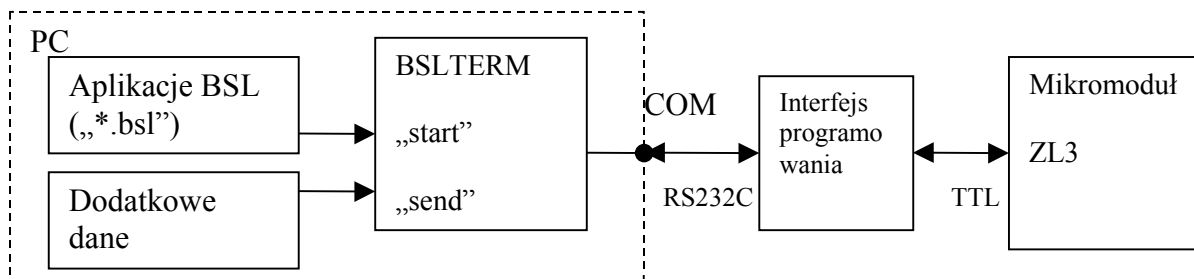 PC
Aplikacje BSL
(„*.bsl”)
Dodatkowe
dane
BSLTERM
„start”
„send”
COM
RS232C
Interfejs
programo
wania
TTL
Mikromoduł
ZL3